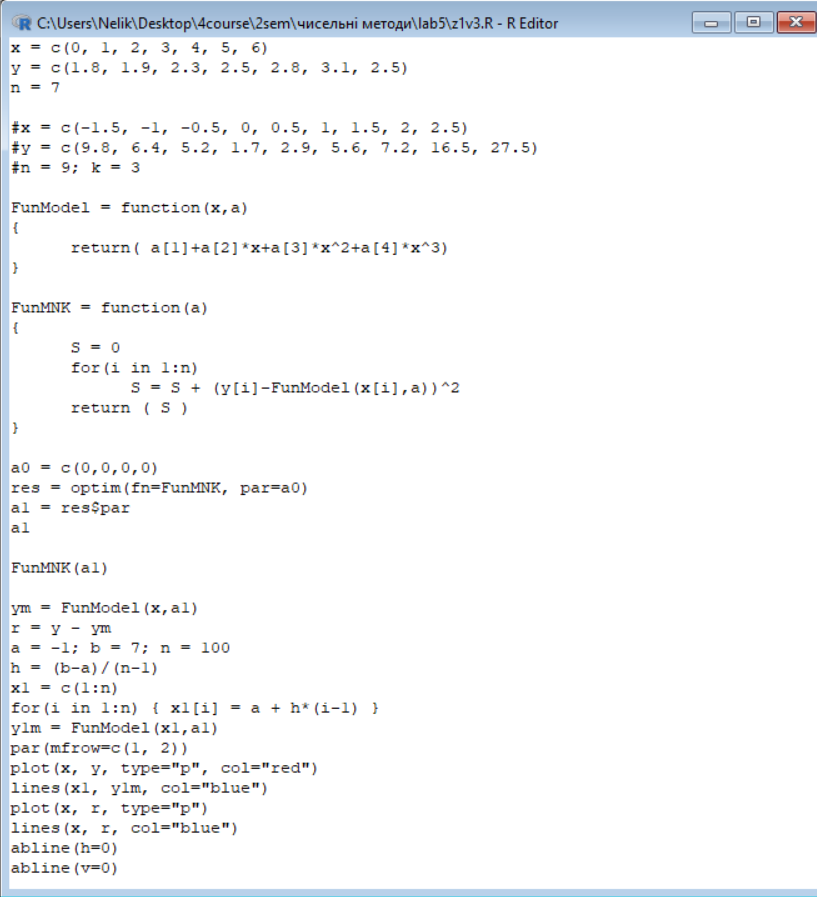 C:\Users\Nelik\Desktop\4course\2sem\чисельні методи\lab5\z1v3.R - R Editor
x = c(0, 1, 2, 3, 4, 5, 6)
y = c(1.8, 1.9, 2.3, 2.5, 2.8, 3.1, 2.5)
n = 7
#x = c(-1.5, -1, -0.5, 0, 0.5, 1, 1.5, 2, 2.5)
#y = c(9.8, 6.4, 5.2, 1.7, 2.9, 5.6, 7.2, 16.5, 27.5)
#n = 9; k = 3
FunModel = function(x,a)
{
return( a[1]+a[2]*x+a[3]*x^2+a[4]*x^3)
}
FunMNK = function(a)
{
S = 0
for(i in 1:n)
S = S + (y[i]-FunModel(x[i],a))^2
return ( S )
}
a0 = c(0,0,0,0)
res = optim(fn=FunMNK, par=a0)
a1 = res$par
a1
FunMNK(a1)
ym = FunModel(x,a1)
r = y - ym
a = -1; b = 7; n = 100
h = (b-a)/(n-1)
x1 = c(1:n)
for(i in 1:n) { x1[i] = a + h*(i-1) }
y1m = FunModel(x1,a1)
par(mfrow=c(1, 2))
plot(x, y, type="p", col="red")
lines(x1, y1m, col="blue")
plot(x, r, type="p")
lines(x, r, col="blue")
abline(h=0)
abline(v=0)